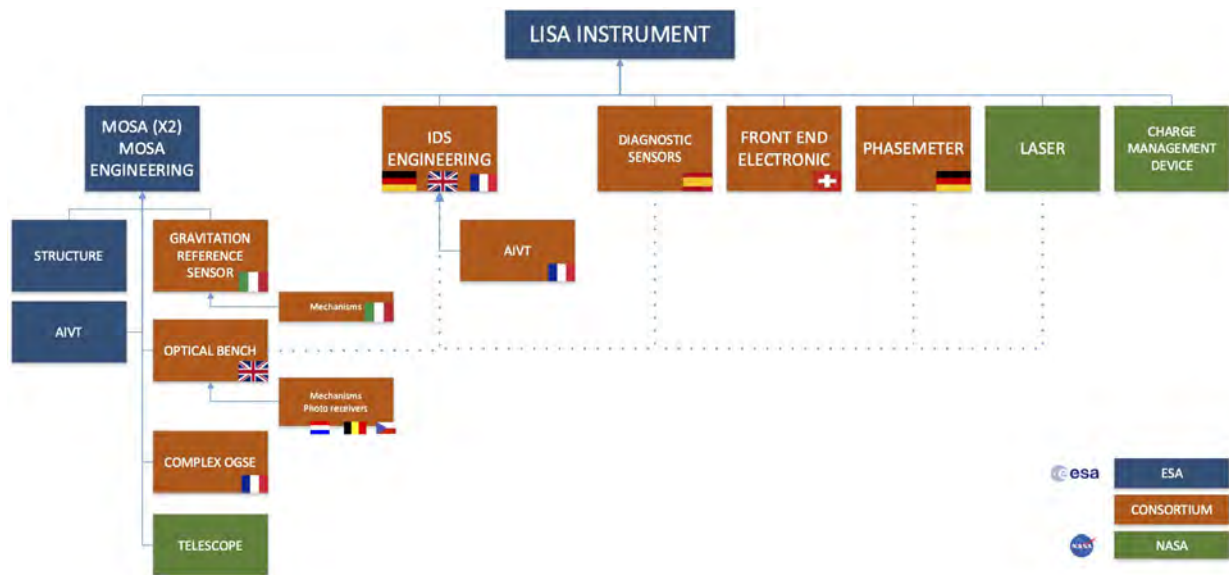 LISA INSTRUMENT
MOSA (X2)
MOSA
ENGINEERING
IDS
ENGINEERING
DIAGNOSTIC
SENSORS
FRONT END
ELECTRONIC
PHASEMETER
LASER
CHARGE
MANAGEMENT
DEVICE
STRUCTURE
GRAVITATION
REFERENCE
SENSOR
AIVT
Mechanisms
AIVT
OPTICAL BENCH
Mechanisms
Photo receivers
COMPLEX OGSE
TELESCOPE
esa
ESA
CONSORTIUM
NASA
NASA